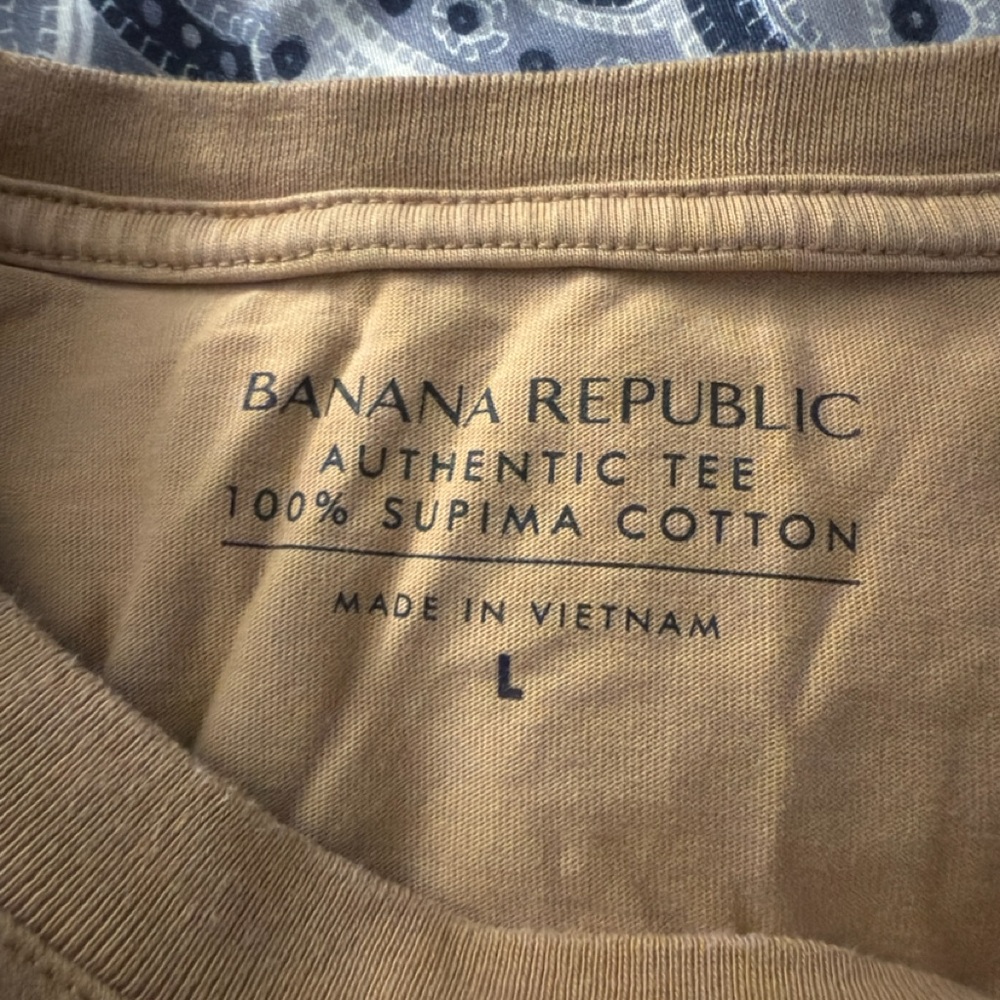 BANANA REPUBLIC
AUTHENTIC TEE
100% SUPIMA COTTON
MADE IN VIETNAM
L